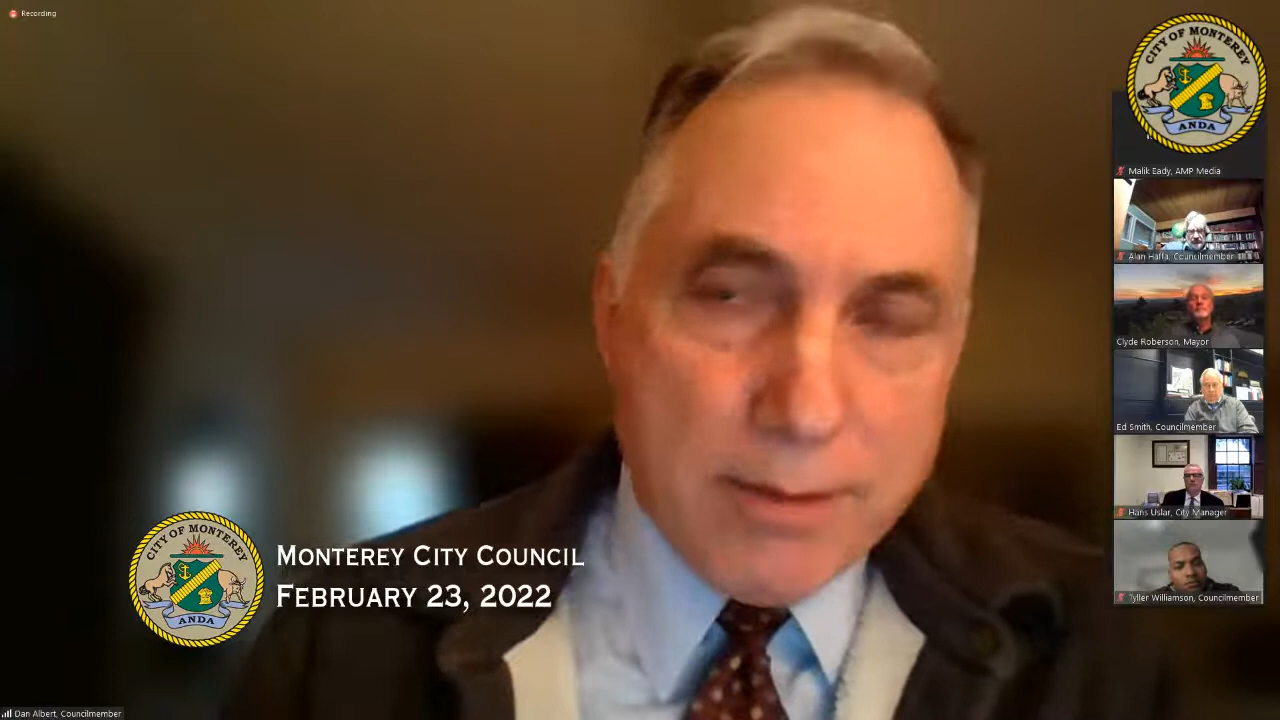 Recording
CITY OF MONTEREY
ANDA
Malik Eady, AMP Media
Alan Haffa, Councilmember
Clyde Roberson, Mayor
Ed Smith, Councilmember
Hans Uslar, City Manager
Tyller Williamson, Councilmember
CITY OF MONTEREY
ANDA
Monterey City Council
February 23, 2022
Dan Albert, Councilmember